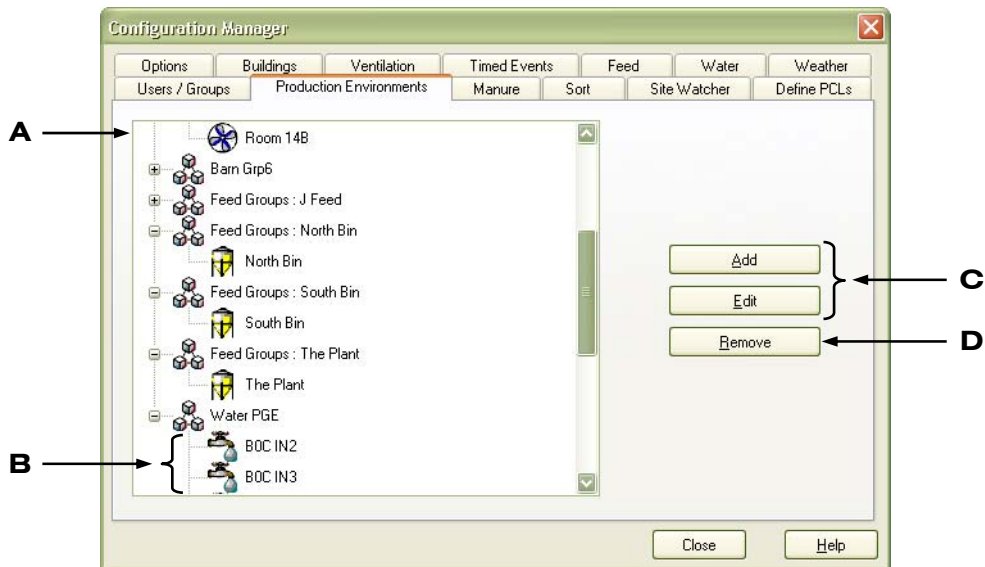 Configuration Manager
Options Buildings Ventilation Timed Events Feed Water Weather
Users / Groups Production Environments Manure Sort Site Watcher Define PCLs
A
Room 14B
Barn Grp6
Feed Groups : J Feed
Feed Groups : North Bin
North Bin
Add
Feed Groups : South Bin
C
Edit
South Bin
Remove
D
Feed Groups : The Plant
The Plant
Water PGE
BOC IN2
B
BOC IN3
Close Help